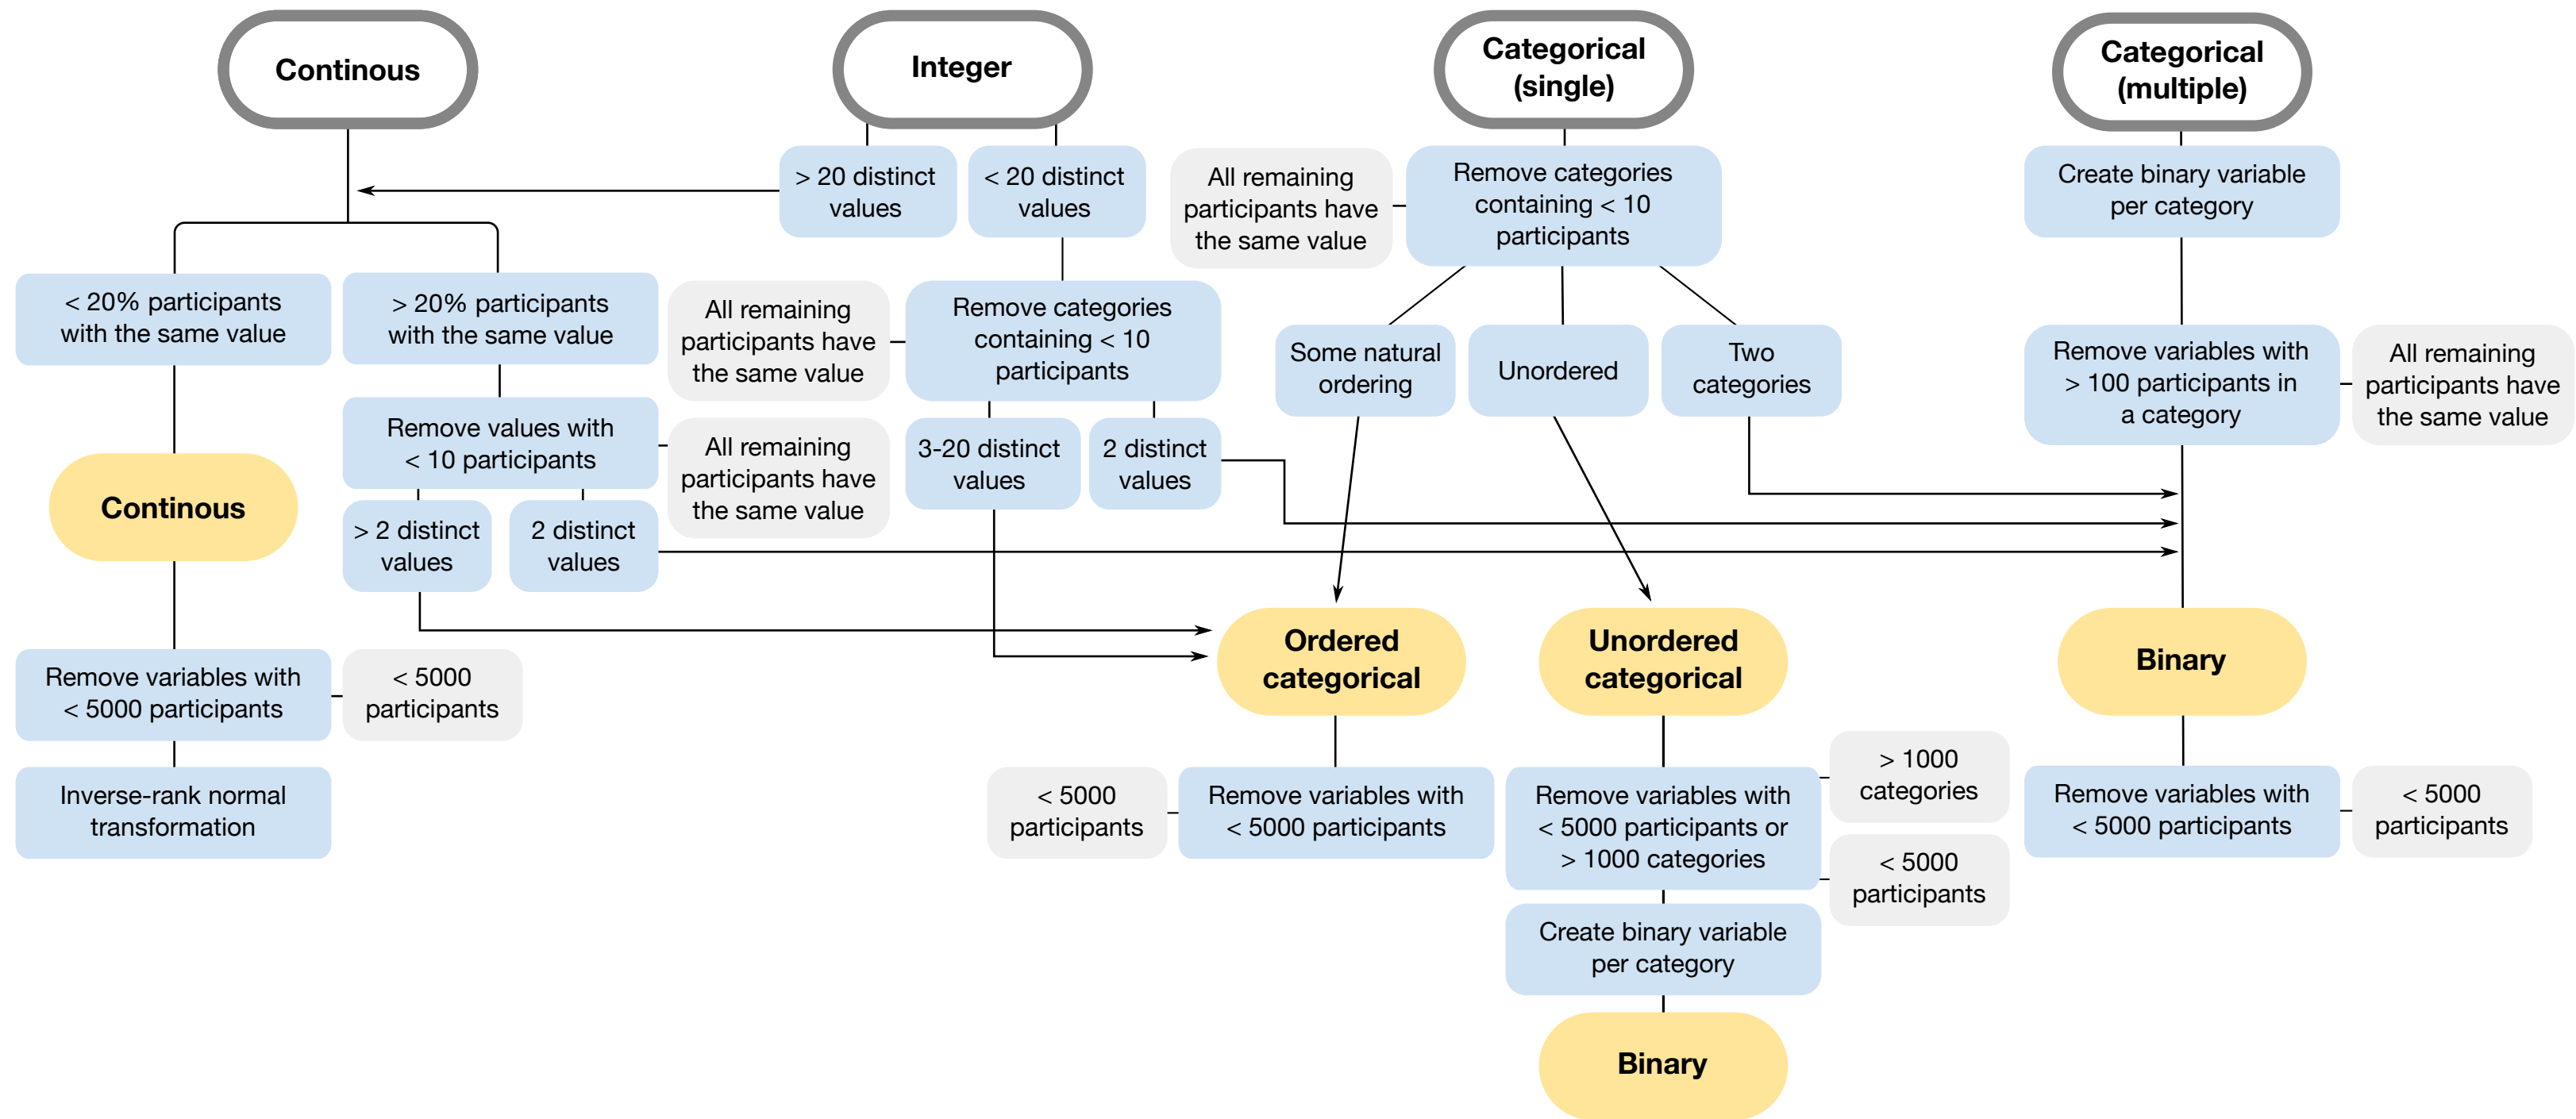 Continous
Integer
Categorical
(single)
Categorical
(multiple)
> 20 distinct
values
< 20 distinct
values
All remaining
participants have
the same value
Remove categories
containing < 10
participants
Create binary variable
per category
< 20% participants
with the same value
> 20% participants
with the same value
All remaining
participants have
the same value
Remove categories
containing < 10
participants
Some natural
ordering
Unordered
Two
categories
Remove variables with
> 100 participants in
a category
All remaining
participants have
the same value
Remove values with
< 10 participants
All remaining
participants have
the same value
3-20 distinct
values
2 distinct
values
Continous
> 2 distinct
values
2 distinct
values
Ordered
categorical
Unordered
categorical
Binary
Remove variables with
< 5000 participants
< 5000
participants
Inverse-rank normal
transformation
< 5000
participants
Remove variables with
< 5000 participants
Remove variables with
< 5000 participants or
> 1000 categories
> 1000
categories
< 5000
participants
Remove variables with
< 5000 participants
< 5000
participants
Create binary variable
per category
Binary